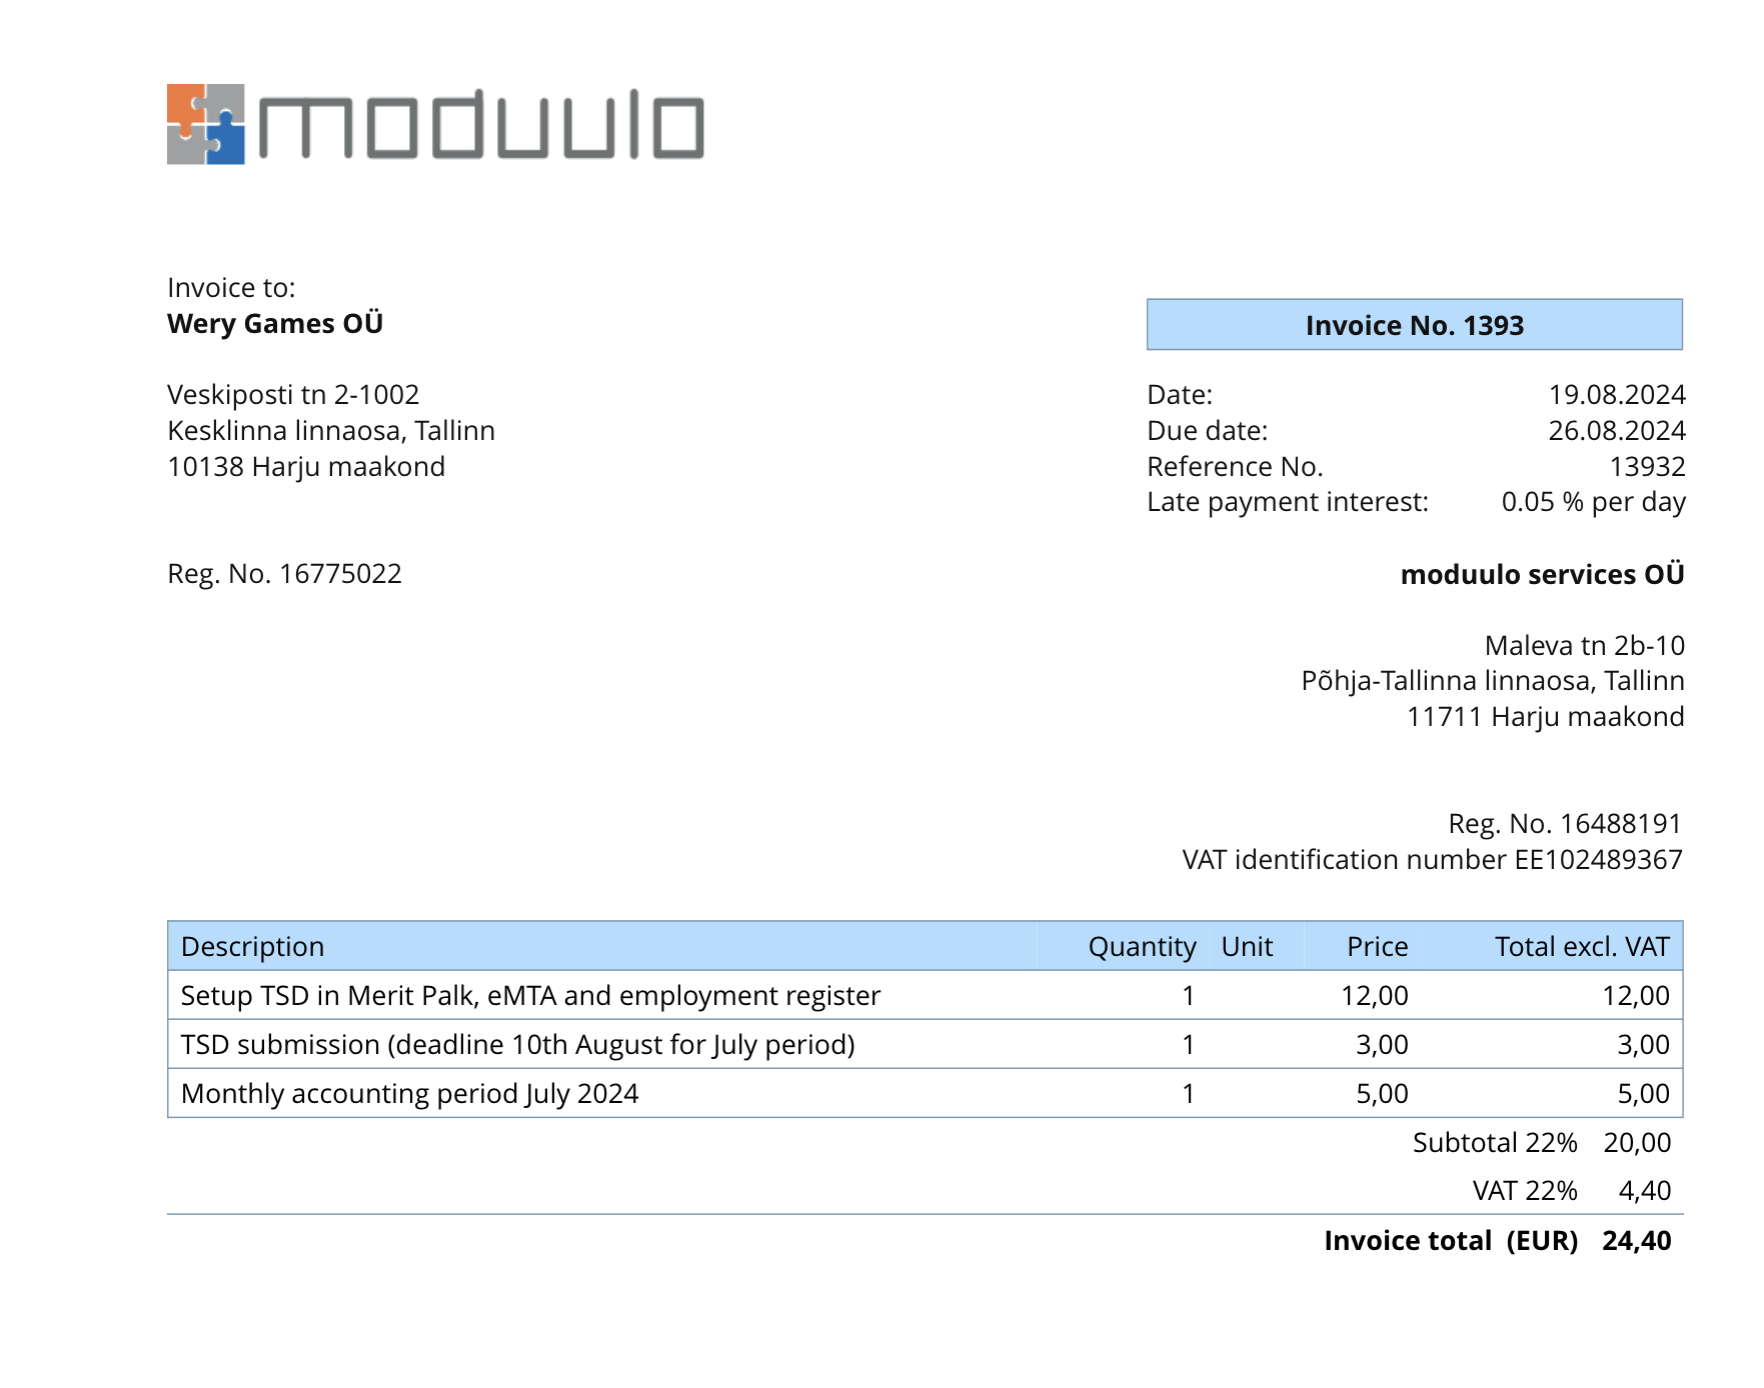 moduulo
Invoice to:
Wery Games OÜ
Veskiposti tn 2-1002
Kesklinna linnaosa, Tallinn
10138 Harju maakond
Reg. No. 16775022
Invoice No. 1393
Date: 19.08.2024
Due date: 26.08.2024
Reference No. 13932
Late payment interest: 0.05 % per day
moduulo services OÜ
Maleva tn 2b-10
Põhja-Tallinna linnaosa, Tallinn
11711 Harju maakond
Reg. No. 16488191
VAT identification number EE102489367
Description Quantity Unit Price Total excl. VAT
Setup TSD in Merit Palk, eMTA and employment register 1 12,00 12,00
TSD submission (deadline 10th August for July period) 1 3,00 3,00
Monthly accounting period July 2024 1 5,00 5,00
Subtotal 22% 20,00
VAT 22% 4,40
Invoice total (EUR) 24,40